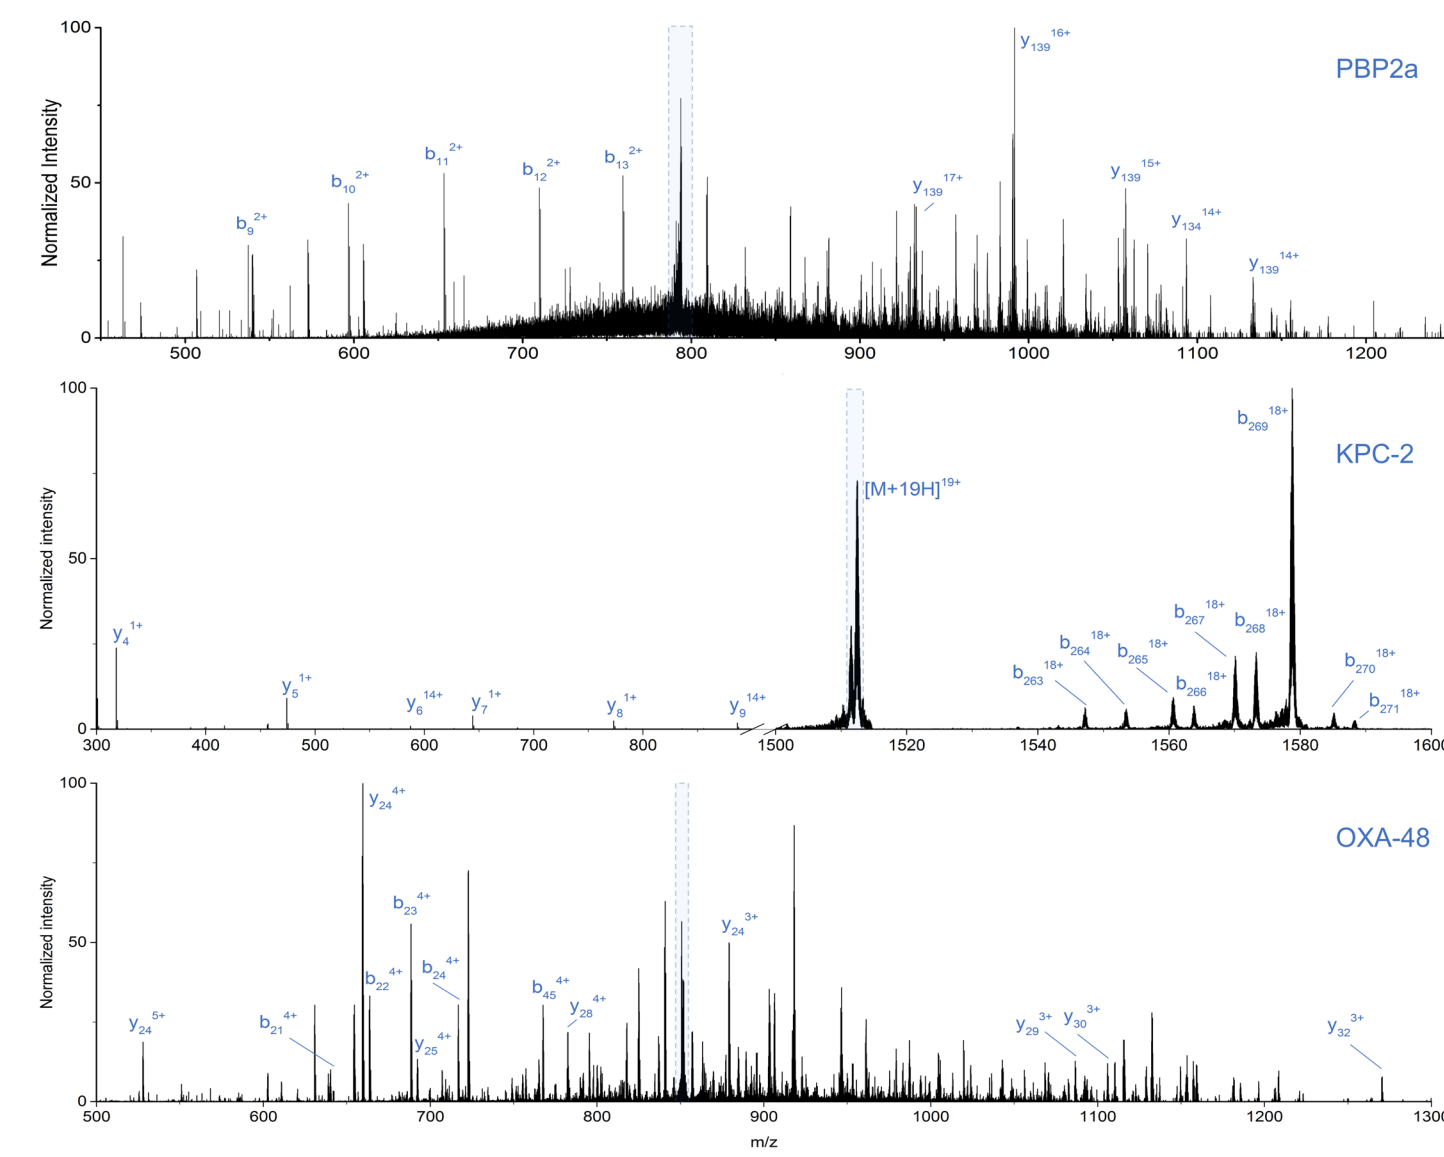 PBP2a
Normalized Intensity
100
50
0
b9 2+
b10 2+
b11 2+
b12 2+
b13 2+
y139 17+
y139 16+
y139 15+
y134 14+
y139 14+
500 600 700 800 900 1000 1100 1200
KPC-2
Normalized intensity
100
50
0
y4 1+
y5 1+
y6 14+
y7 1+
y8 1+
y9 14+
[M+19H]19+
b263 18+
b264 18+
b265 18+
b266 18+
b267 18+
b268 18+
b269 18+
b270 18+
b271 18+
300 400 500 600 700 800 1500 1520 1540 1560 1580 1600
OXA-48
Normalized intensity
100
50
0
y24 5+
b21 4+
y24 4+
b22 4+
b23 4+
y25 4+
b24 4+
b45 4+
y28 4+
y24 3+
y29 3+
y30 3+
y32 3+
500 600 700 800 900 1000 1100 1200 1300
m/z